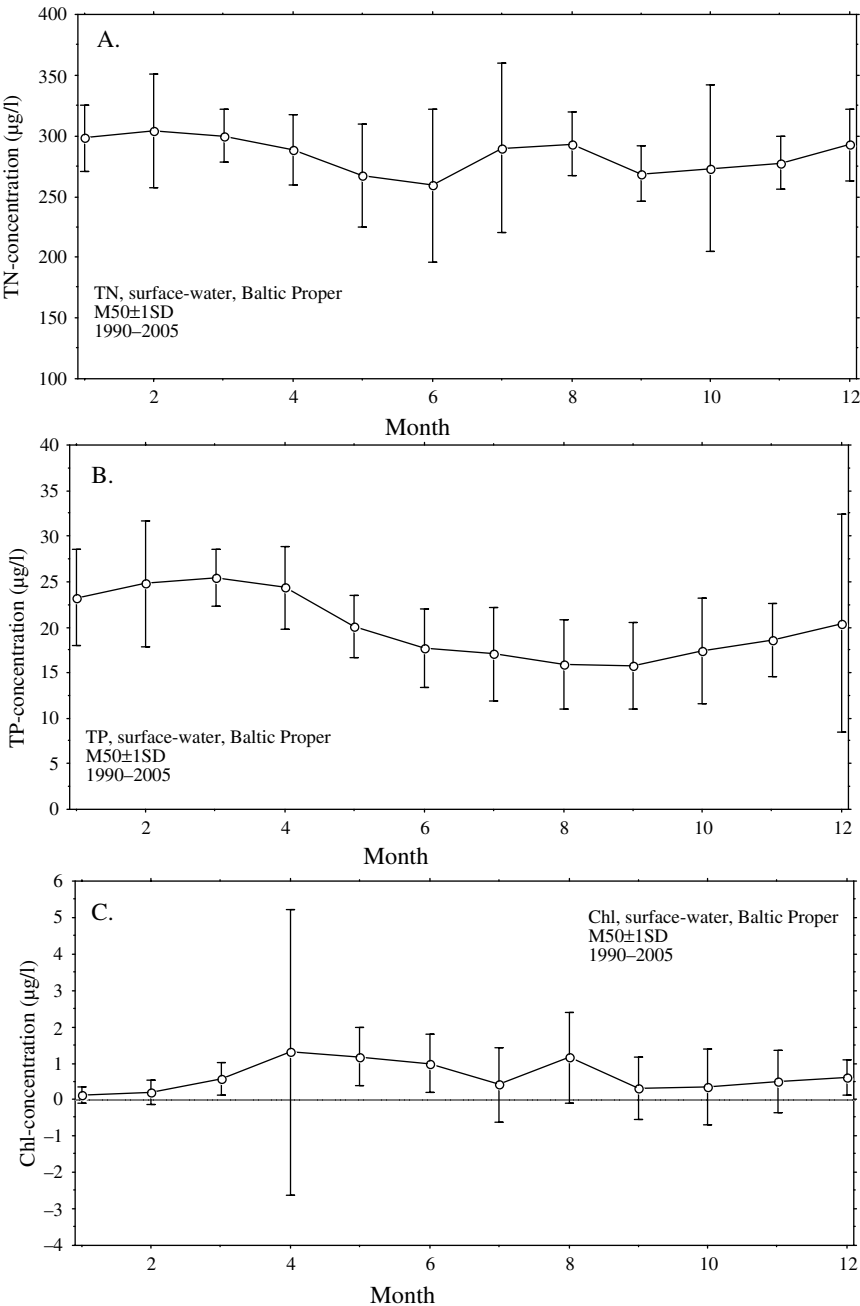 A.
TN-concentration (µg/l)
400
350
300
250
200
150
100
TN, surface-water, Baltic Proper
M50±1SD
1990–2005
2 4 6 8 10 12
Month
B.
TP-concentration (µg/l)
40
35
30
25
20
15
10
5
0
TP, surface-water, Baltic Proper
M50±1SD
1990–2005
2 4 6 8 10 12
Month
C.
Chl-concentration (µg/l)
6
5
4
3
2
1
0
–1
–2
–3
–4
Chl, surface-water, Baltic Proper
M50±1SD
1990–2005
2 4 6 8 10 12
Month